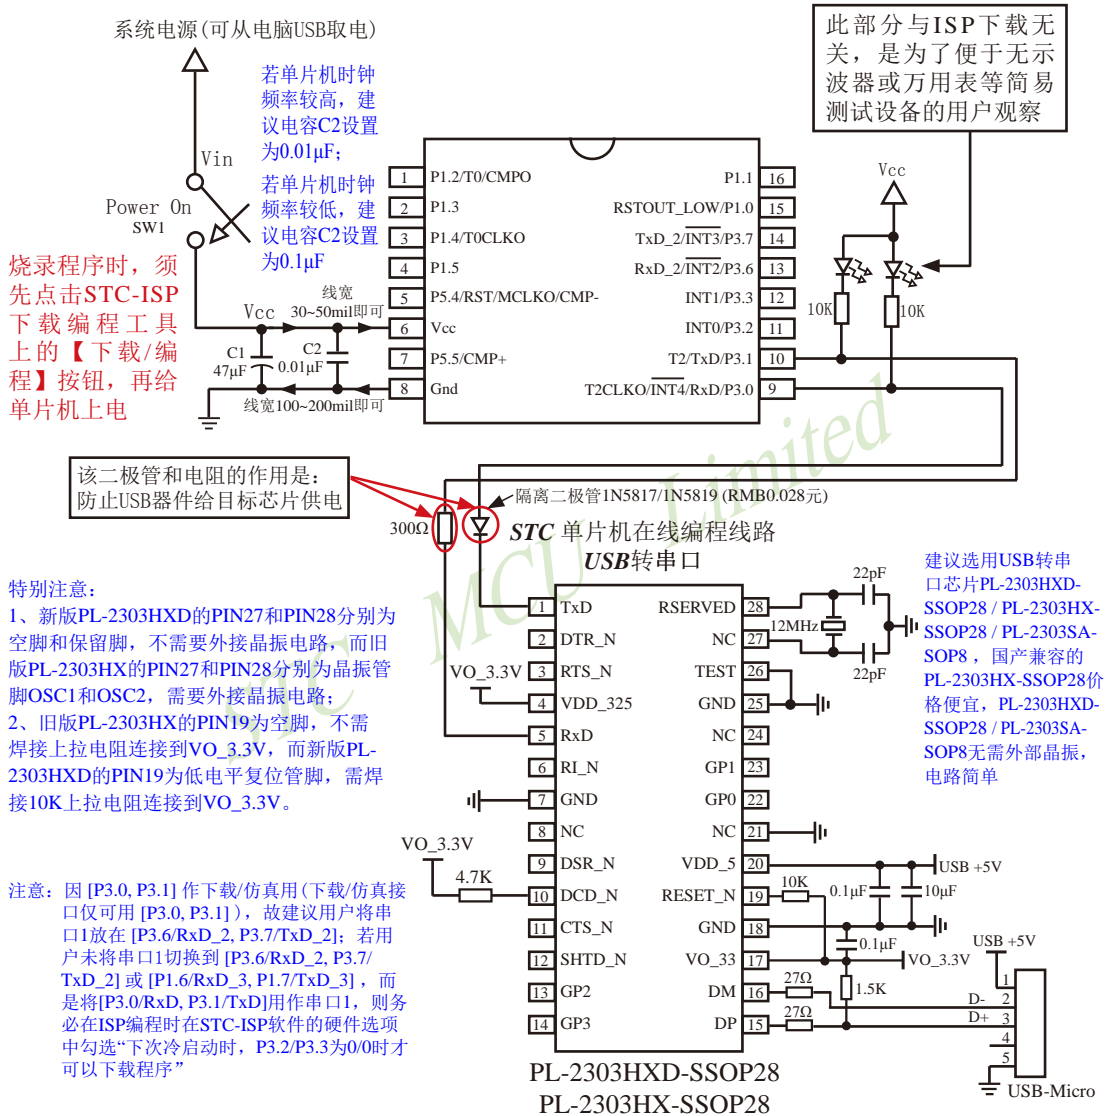 系统电源(可从电脑USB取电)
此部分与ISP下载无
关，是为了便于无示
波器或万用表等简易
测试设备的用户观察
若单片机时钟
频率较高，建
议电容C2设置
为0.01μF；
若单片机时钟
频率较低，建
议电容C2设置
为0.1μF
Vin
Power On
SW1
烧录程序时，须
先点击STC-ISP
下载编程工具
上的【下载/编
程】按钮，再给
单片机上电
Vcc
线宽
30~50mil即可
C1
47μF
C2
0.01μF
线宽100~200mil即可
1 P1.2/T0/CMPO
2 P1.3
3 P1.4/T0CLKO
4 P1.5
5 P5.4/RST/MCLKO/CMP-
6 Vcc
7 P5.5/CMP+
8 Gnd
P1.1 16
RSTOUT_LOW/P1.0 15
TxD_2/INT3/P3.7 14
RxD_2/INT2/P3.6 13
INT1/P3.3 12
INT0/P3.2 11
T2/TxD/P3.1 10
T2CLKO/INT4/RxD/P3.0 9
Vcc
10K
10K
该二极管和电阻的作用是：
防止USB器件给目标芯片供电
300Ω
隔离二极管1N5817/1N5819 (RMB0.028元)
STC 单片机在线编程线路
USB转串口
STC MCU Limited
特别注意：
1、新版PL-2303HXD的PIN27和PIN28分别为
空脚和保留脚，不需要外接晶振电路，而旧
版PL-2303HX的PIN27和PIN28分别为晶振管
脚OSC1和OSC2，需要外接晶振电路；
2、旧版PL-2303HX的PIN19为空脚，不需
焊接上拉电阻连接到VO_3.3V，而新版PL-
2303HXD的PIN19为低电平复位管脚，需焊
接10K上拉电阻连接到VO_3.3V。
注意：因 [P3.0, P3.1] 作下载/仿真用(下载/仿真接
口仅可用 [P3.0, P3.1] )，故建议用户将串
口1放在 [P3.6/RxD_2, P3.7/TxD_2]；若用
户未将串口1切换到 [P3.6/RxD_2, P3.7/
TxD_2] 或 [P1.6/RxD_3, P1.7/TxD_3] ，而
是将[P3.0/RxD, P3.1/TxD]用作串口1，则务
必在ISP编程时在STC-ISP软件的硬件选项
中勾选“下次冷启动时，P3.2/P3.3为0/0时才
可以下载程序”
VO_3.3V
VO_3.3V
4.7K
1 TxD
2 DTR_N
3 RTS_N
4 VDD_325
5 RxD
6 RI_N
7 GND
8 NC
9 DSR_N
10 DCD_N
11 CTS_N
12 SHTD_N
13 GP2
14 GP3
RSERVED 28
NC 27
TEST 26
GND 25
NC 24
GP1 23
GP0 22
NC 21
VDD_5 20
RESET_N 19
GND 18
VO_33 17
DM 16
DP 15
22pF
12MHz
22pF
建议选用USB转串
口芯片PL-2303HXD-
SSOP28 / PL-2303HX-
SSOP28 / PL-2303SA-
SOP8 ，国产兼容的
PL-2303HX-SSOP28价
格便宜，PL-2303HXD-
SSOP28 / PL-2303SA-
SOP8无需外部晶振，
电路简单
USB +5V
10K
0.1μF
10μF
0.1μF
VO_3.3V
USB +5V
27Ω
1.5K
27Ω
D-
D+
1
2
3
4
5
USB-Micro
PL-2303HXD-SSOP28
PL-2303HX-SSOP28